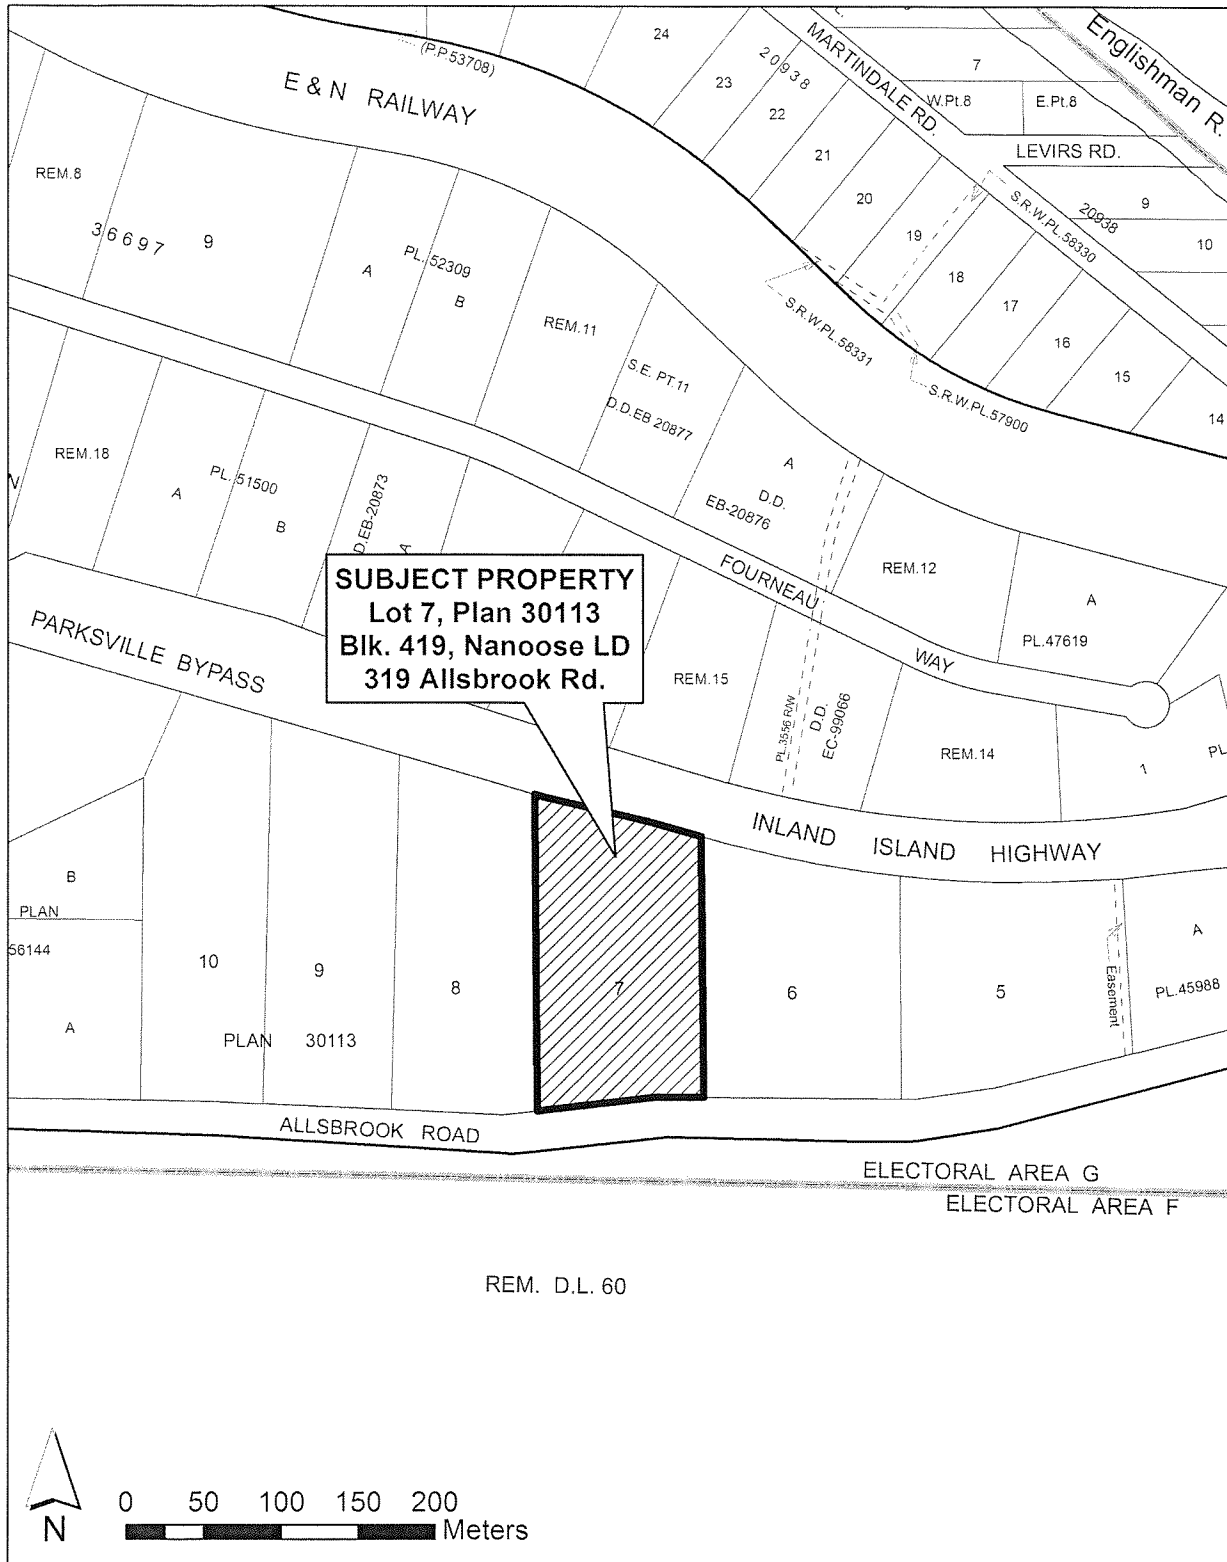 24
MARTINDALE RD.
Englishman R.
(P.P.53708)
E & N RAILWAY
23
20938
7
22
W.Pt.8
E.Pt.8
21
LEVIRS RD.
REM.8
20
S.R.W.PL.58330
20938
9
36697
9
19
10
A
PL. 52309
B
18
REM.11
S.R.W.PL.58331
17
16
S.E. PT.11
15
D.D.EB 20877
S.R.W.PL.57900
14
REM.18
PL. 51500
A
B
D.EB-20873
A
A
D.D.
EB-20876
SUBJECT PROPERTY
Lot 7, Plan 30113
Blk. 419, Nanoose LD
319 Allsbrook Rd.
FOURNEAU
WAY
REM.12
A
PL.47619
PARKSVILLE BYPASS
REM.15
PL.3556 R/W
D.D.
EC-99066
REM.14
1
PL
INLAND ISLAND HIGHWAY
B
PLAN
56144
A
10
9
8
7
6
5
Easement
A
PL.45988
PLAN 30113
ALLSBROOK ROAD
ELECTORAL AREA G
ELECTORAL AREA F
REM. D.L. 60
N
0 50 100 150 200
Meters